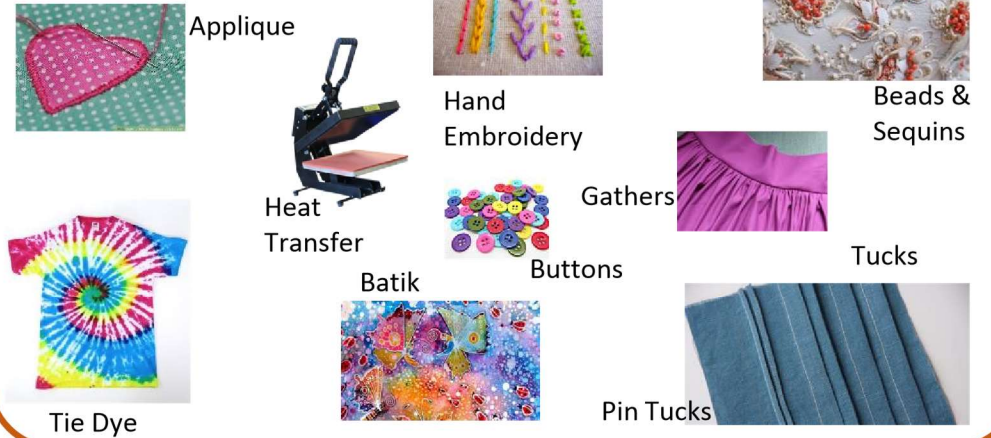 Applique
Hand
Embroidery
Beads &
Sequins
Heat
Transfer
Gathers
Buttons
Tucks
Batik
Pin Tucks
Tie Dye